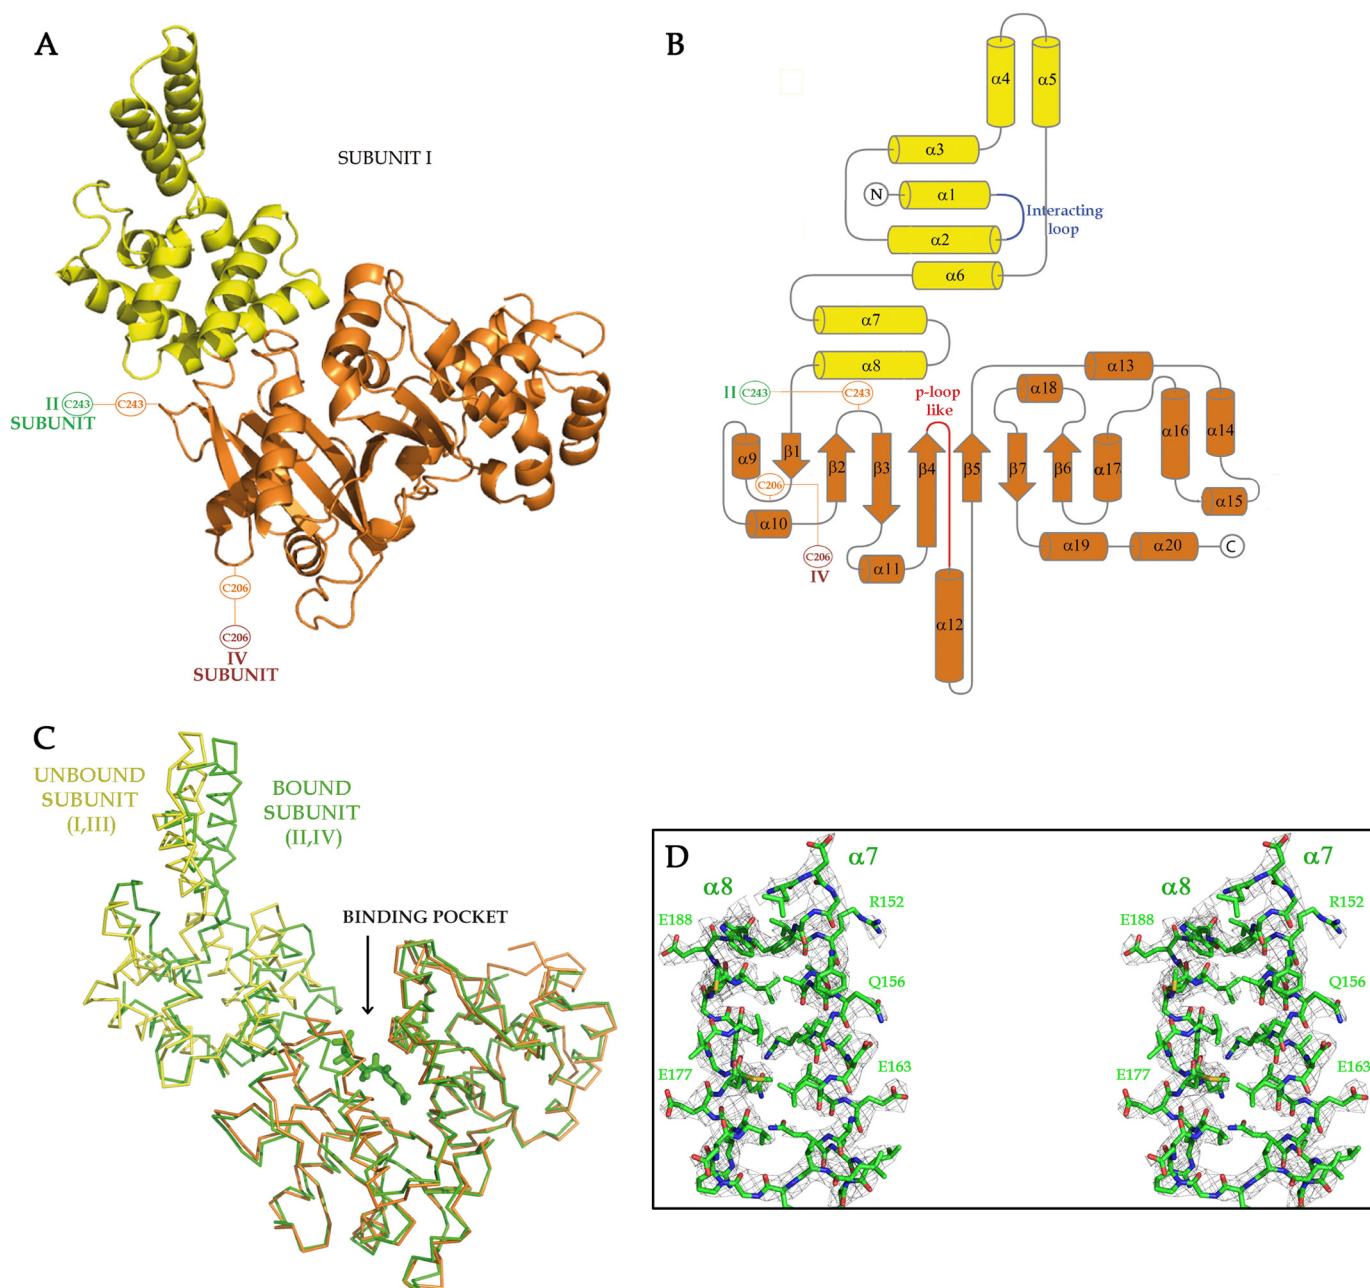 A
SUBUNIT I
II
C243
C243
SUBUNIT
C206
C206
IV
SUBUNIT
B
α4
α5
α3
N
α1
Interacting
loop
α2
α6
α7
α8
II
C243
C243
p-loop
like
α13
α18
α9
β1
β2
β3
β4
β5
β7
β6
α17
α16
α14
C206
α10
α15
C206
IV
α11
α19
α20
C
α12
C
UNBOUND
SUBUNIT
(I,III)
BOUND
SUBUNIT
(II,IV)
BINDING POCKET
D
α7
α8
R152
E188
Q156
E177
E163
α7
α8
R152
E188
Q156
E177
E163